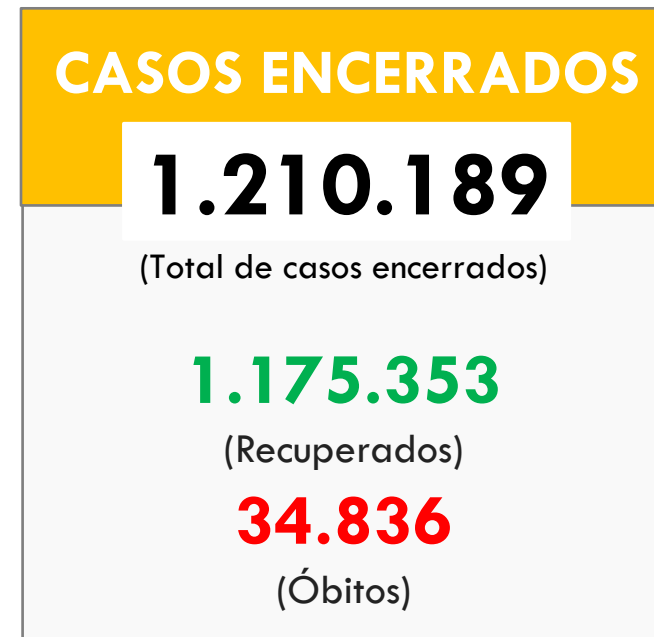 CASOS ENCERRADOS
1.210.189
(Total de casos encerrados)
1.175.353
(Recuperados)
34.836
(Óbitos)